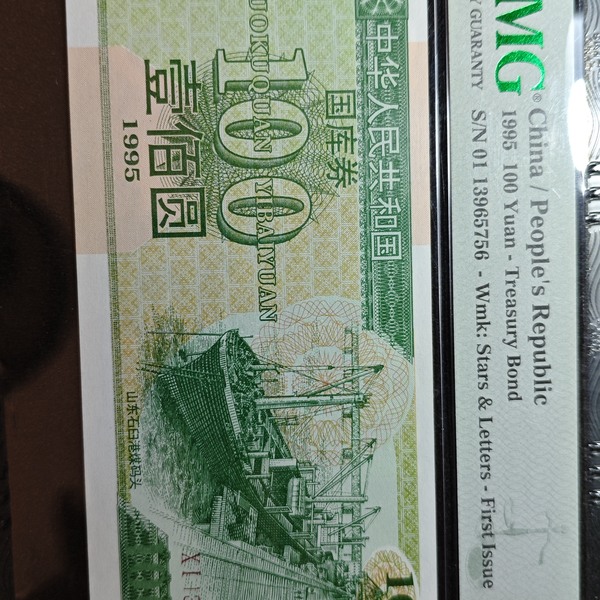 MG®
Y GUARANTY
China / People's Republic
1995 100 Yuan - Treasury Bond
S/N 01 13965756 - Wmk: Stars & Letters - First Issue
中华人民共和国
国库券
100
UOKUQUAN YIBAIYUAN
壹佰圆
1995
山东石臼港煤码头